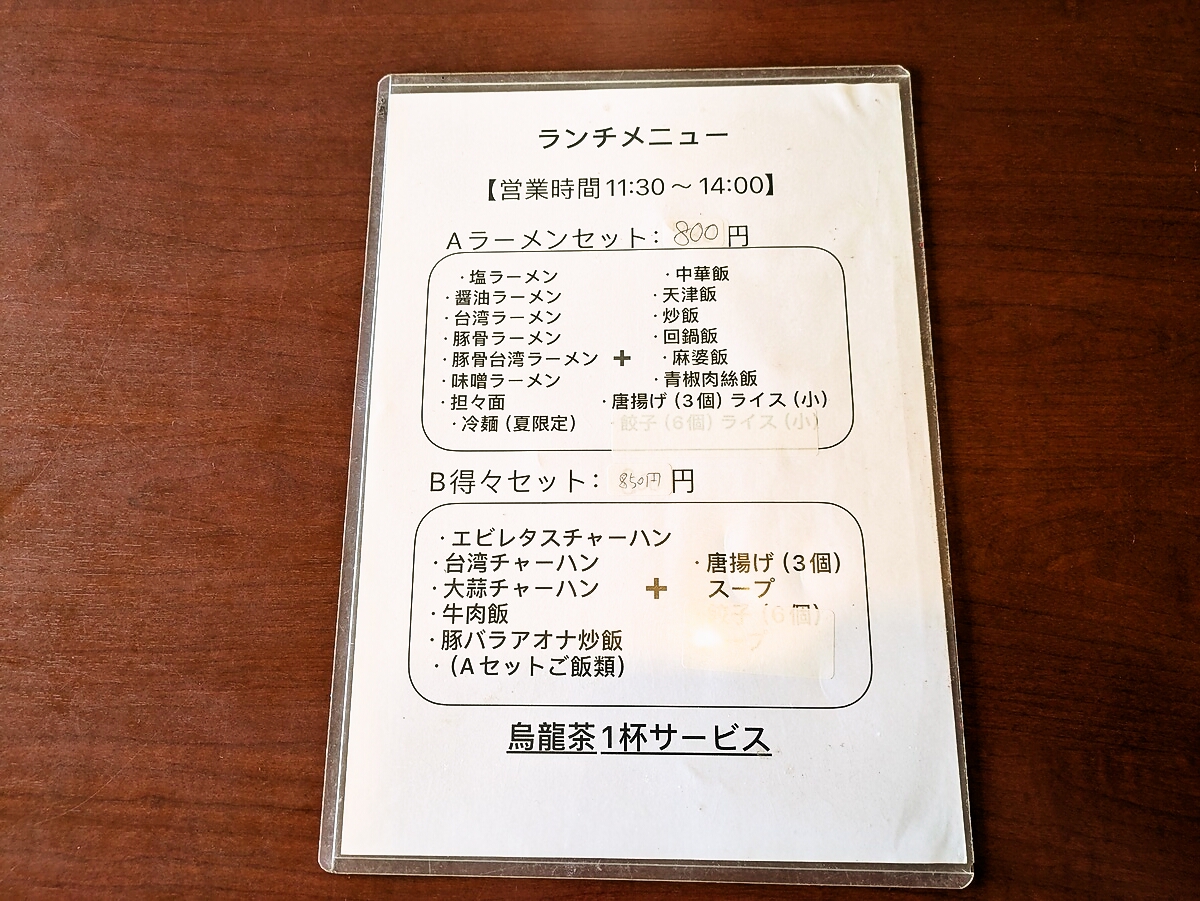 ランチメニュー
【営業時間 11:30 ~ 14:00】
Aラーメンセット: 800 円
・塩ラーメン
・醤油ラーメン
・台湾ラーメン
・豚骨ラーメン
・豚骨台湾ラーメン
・味噌ラーメン
・担々面
・冷麺 (夏限定)
+
・中華飯
・天津飯
・炒飯
・回鍋飯
・麻婆飯
・青椒肉絲飯
・唐揚げ (3個) ライス (小)
・餃子 (6個) ライス (小)
B得々セット: 850円 円
・エビレタスチャーハン
・台湾チャーハン
・大蒜チャーハン
・牛肉飯
・豚バラアオナ炒飯
・(Aセットご飯類)
+
・唐揚げ (3個)
スープ
餃子 (6個)
烏龍茶 1杯サービス